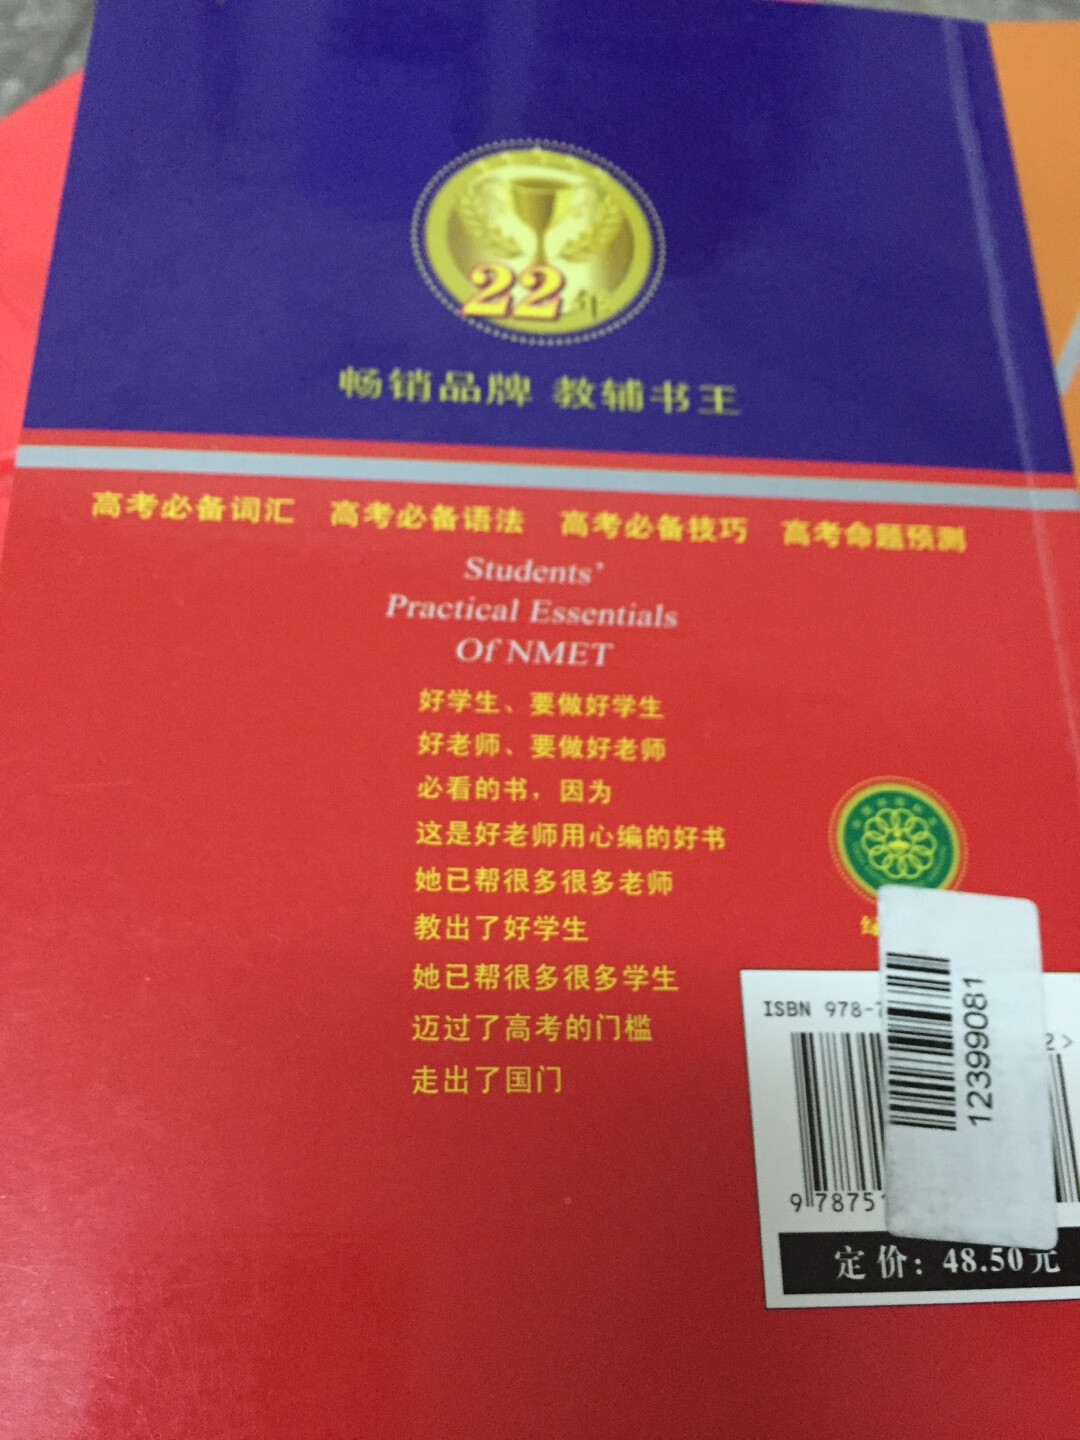 22年
畅销品牌 教辅书王
高考必备词汇 高考必备语法 高考必备技巧 高考命题预测
Students'
Practical Essentials
Of NMET
好学生、要做好学生
好老师、要做好老师
必看的书，因为
这是好老师用心编的好书
她已帮很多很多老师
教出了好学生
她已帮很多很多学生
迈过了高考的门槛
走出了国门
ISBN 978-7
2>
12399081
9 78751
定价：48.50元